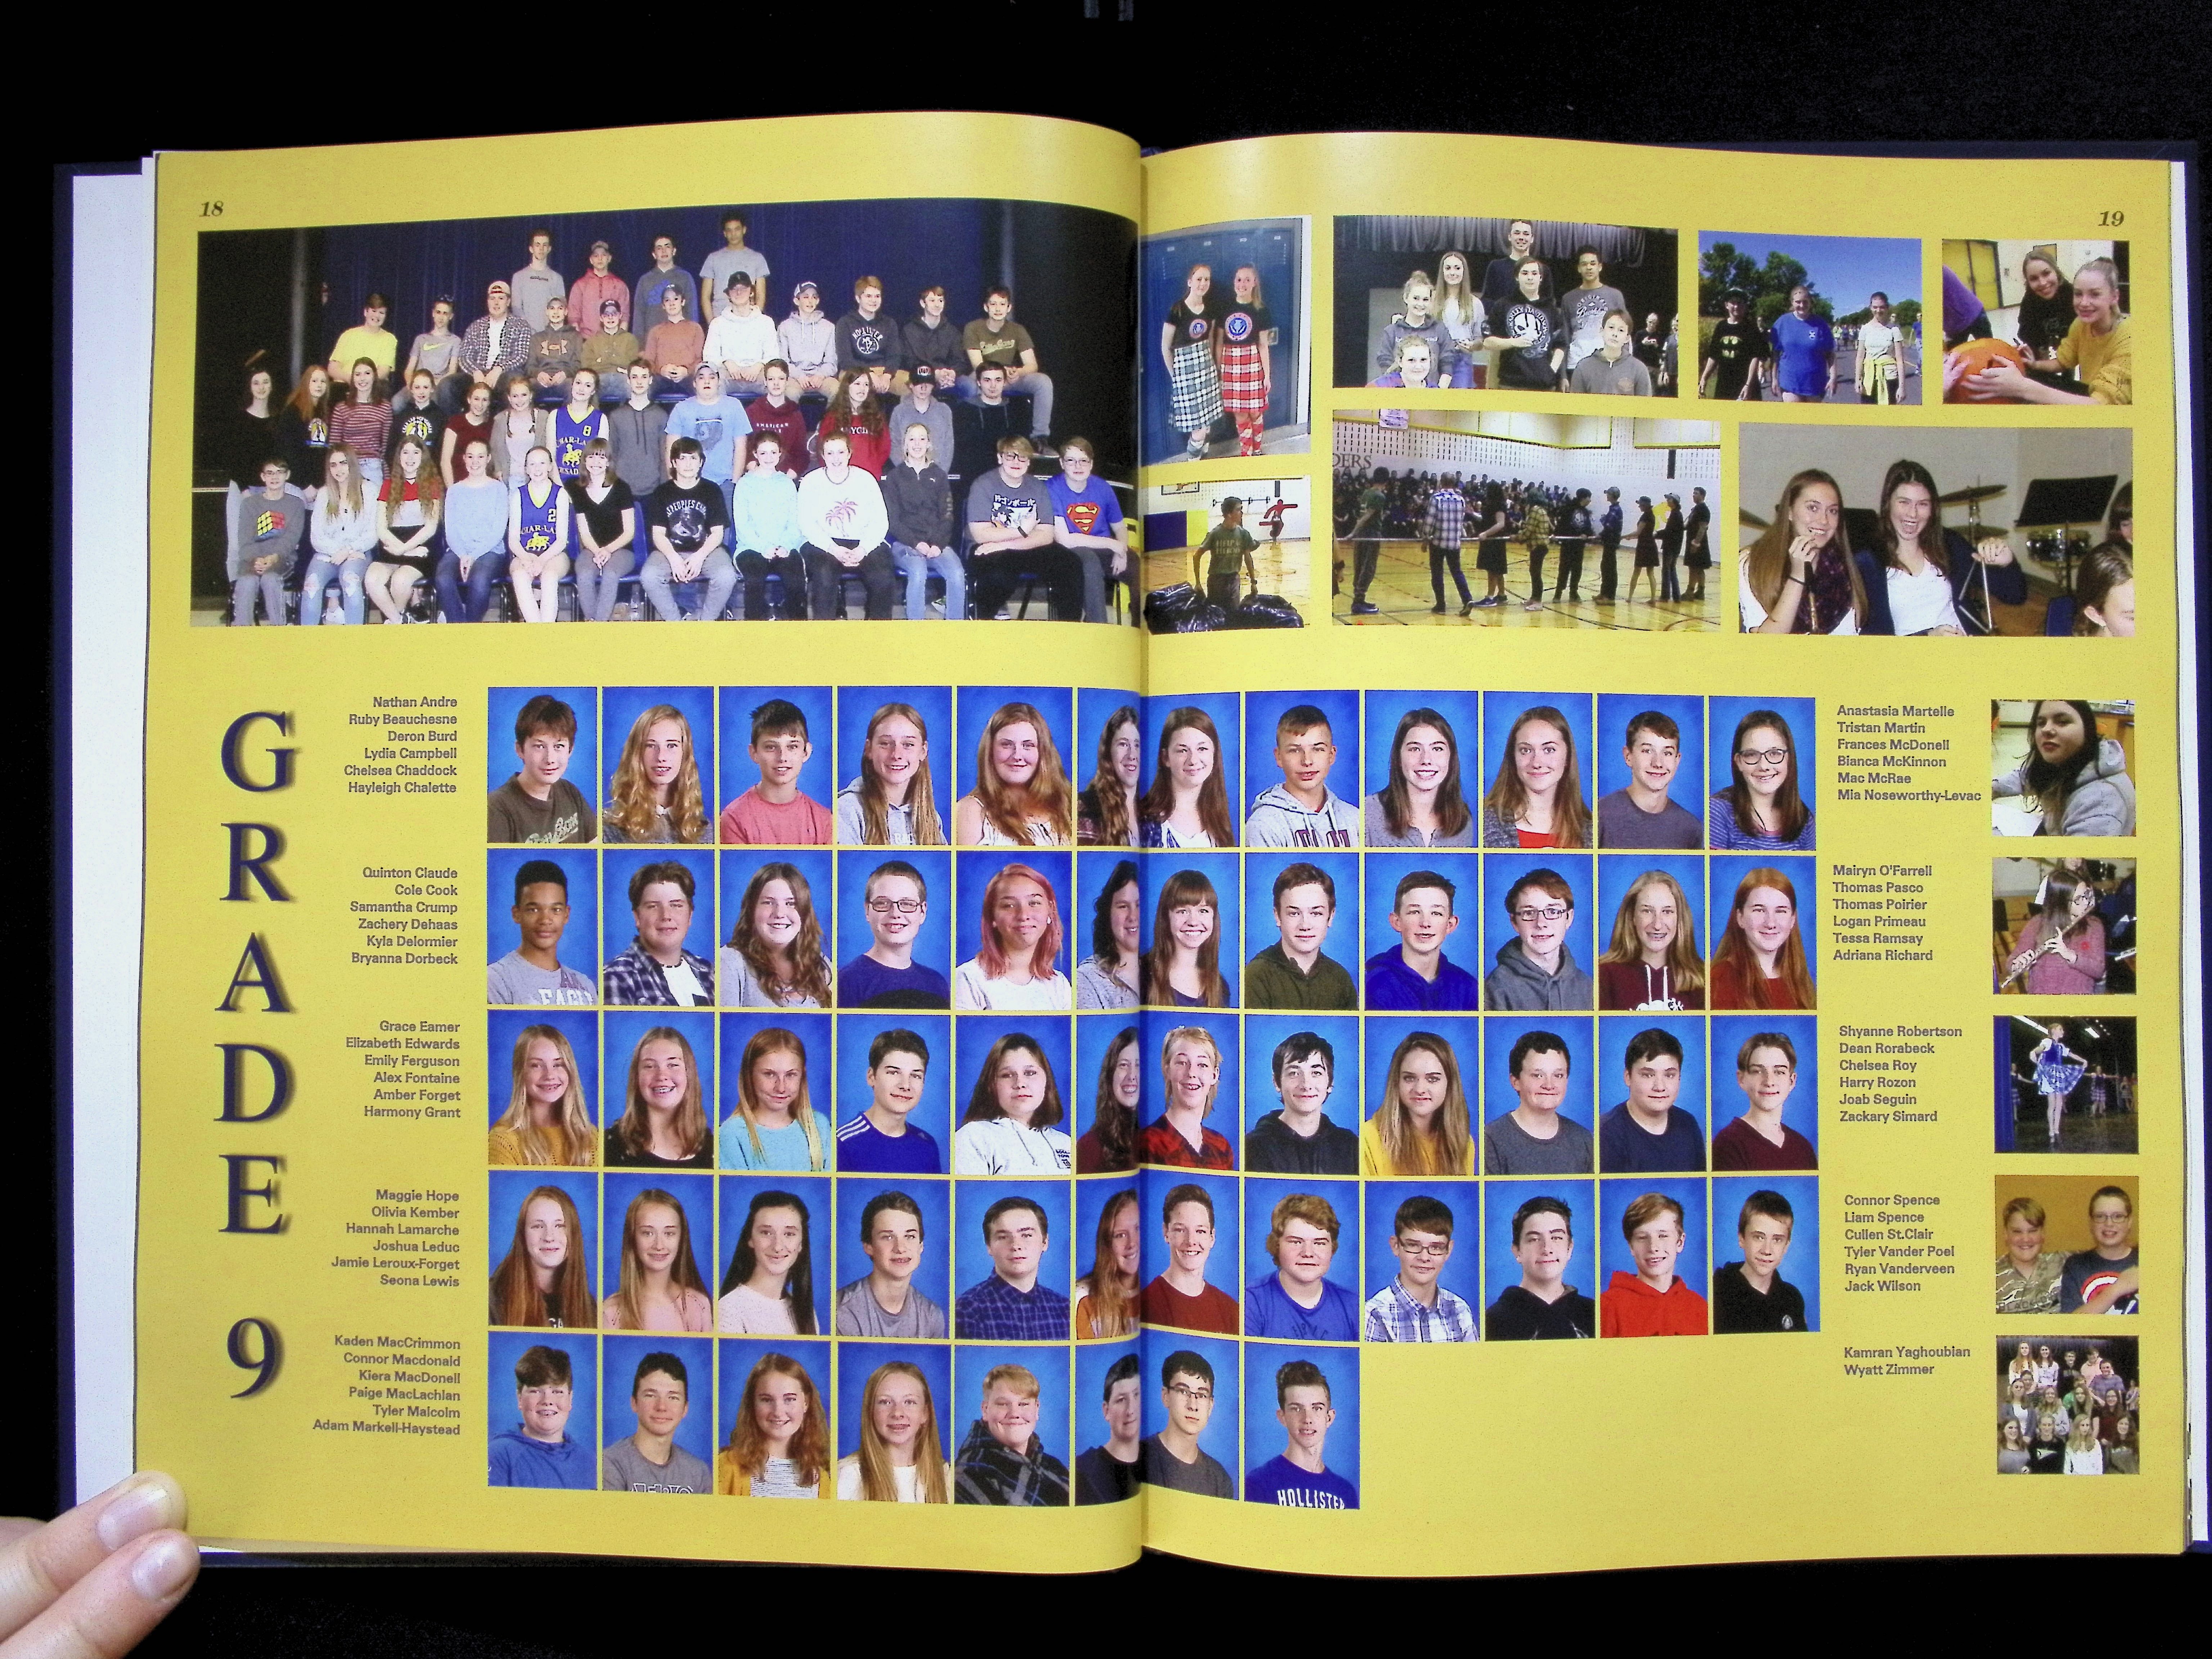 18
19
GRADE 9
Nathan Andre
Ruby Beauchesne
Deron Burd
Lydia Campbell
Chelsea Chaddock
Hayleigh Chalette
Quinton Claude
Cole Cook
Samantha Crump
Zachery Dehaas
Kyla Delormier
Bryanna Dorbeck
Grace Eamer
Elizabeth Edwards
Emily Ferguson
Alex Fontaine
Amber Forget
Harmony Grant
Maggie Hope
Olivia Kember
Hannah Lamarche
Joshua Leduc
Jamie Leroux-Forget
Seona Lewis
Kaden MacCrimmon
Connor Macdonald
Kiera MacDonell
Paige MacLachlan
Tyler Malcolm
Adam Markell-Haystead
Anastasia Martelle
Tristan Martin
Frances McDonell
Bianca McKinnon
Mac McRae
Mia Noseworthy-Levac
Mairyn O'Farrell
Thomas Pasco
Thomas Poirier
Logan Primeau
Tessa Ramsay
Adriana Richard
Shyanne Robertson
Dean Rorabeck
Chelsea Roy
Harry Rozon
Joab Seguin
Zackary Simard
Connor Spence
Liam Spence
Cullen St.Clair
Tyler Vander Poel
Ryan Vanderveen
Jack Wilson
Kamran Yaghoubian
Wyatt Zimmer
HOLLISTER
8
2